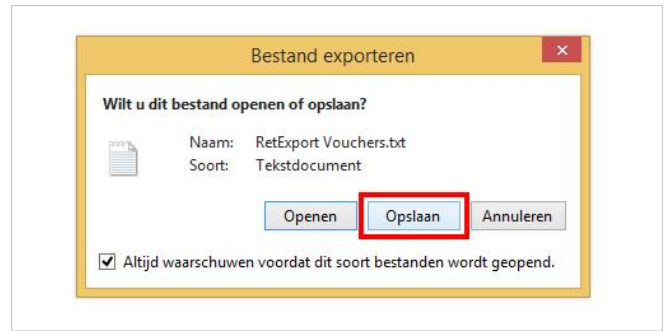 Bestand exporteren
Wilt u dit bestand openen of opslaan?
Naam: RetExport Vouchers.txt
Soort: Tekstdocument
Openen Opslaan Annuleren
Altijd waarschuwen voordat dit soort bestanden wordt geopend.